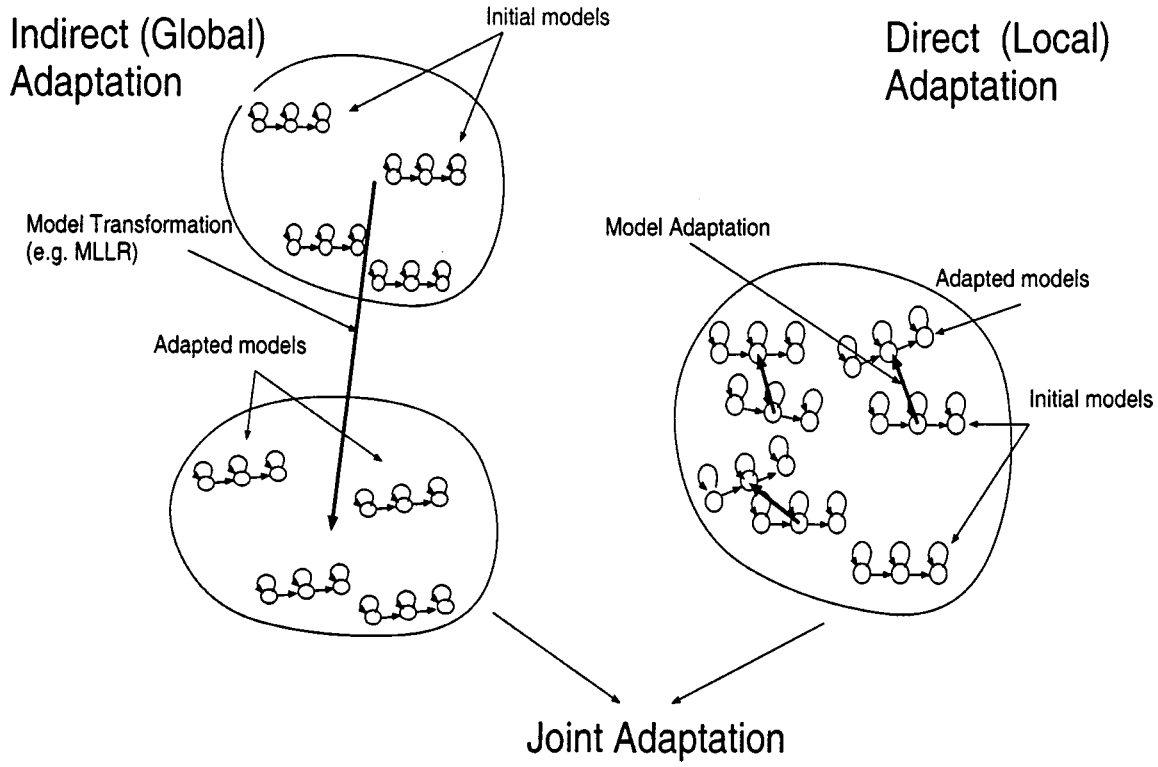 Indirect (Global)
Adaptation
Initial models
Direct (Local)
Adaptation
Model Transformation
(e.g. MLLR)
Adapted models
Model Adaptation
Adapted models
Initial models
Joint Adaptation